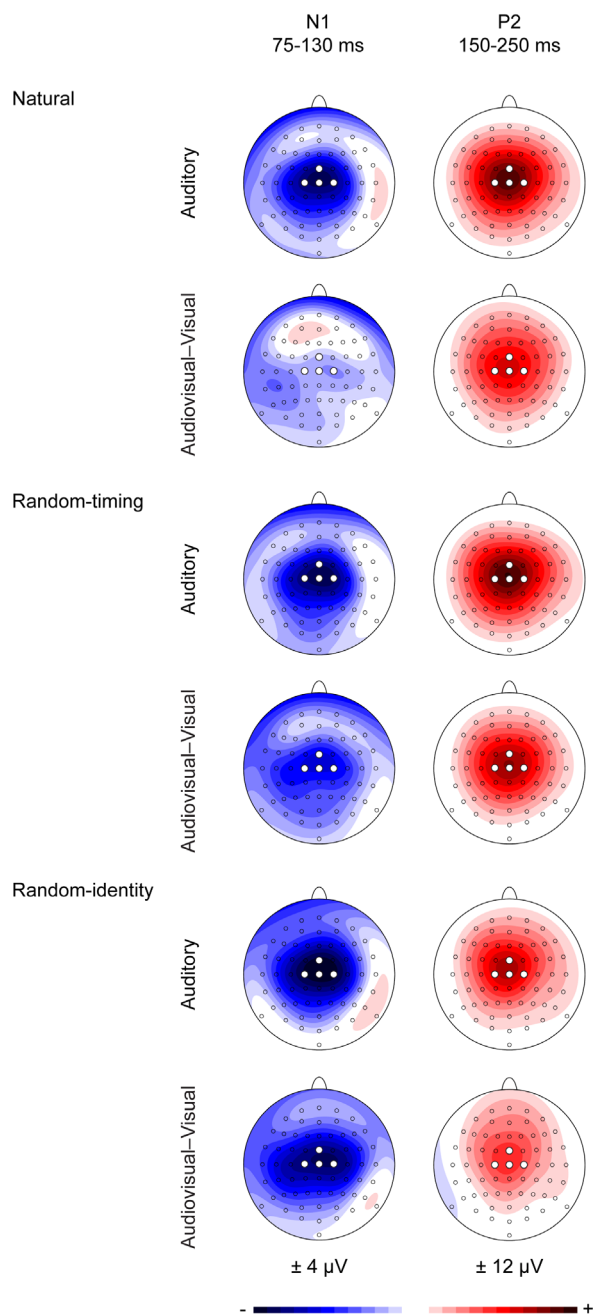 N1
75-130 ms
P2
150-250 ms
Natural
Auditory
Audiovisual–Visual
Random-timing
Auditory
Audiovisual–Visual
Random-identity
Auditory
Audiovisual–Visual
± 4 µV
± 12 µV
-
+